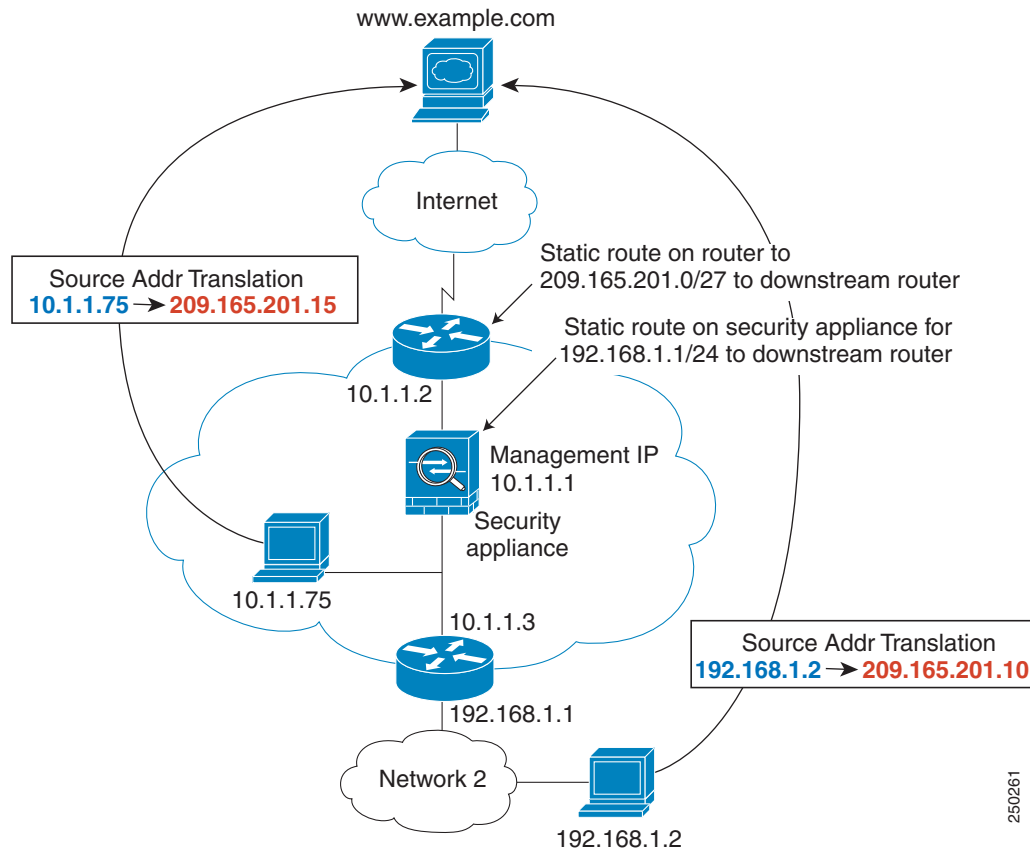 www.example.com
Internet
Static route on router to
209.165.201.0/27 to downstream router
Source Addr Translation
10.1.1.75 → 209.165.201.15
Static route on security appliance for
192.168.1.1/24 to downstream router
10.1.1.2
Management IP
10.1.1.1
Security
appliance
10.1.1.75
10.1.1.3
Source Addr Translation
192.168.1.2 → 209.165.201.10
192.168.1.1
Network 2
192.168.1.2
250261